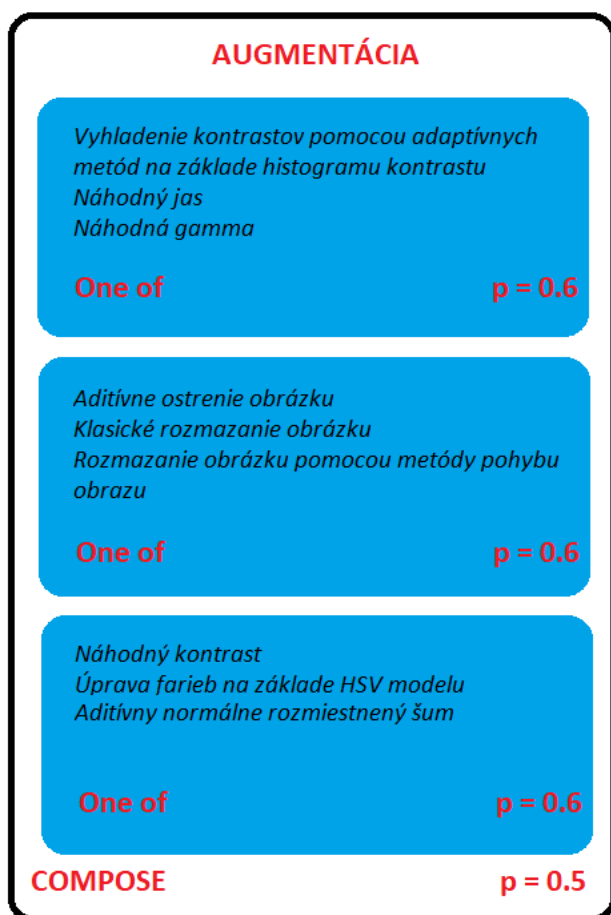 AUGMENTÁCIA
Vyhladenie kontrastov pomocou adaptívnych
metód na základe histogramu kontrastu
Náhodný jas
Náhodná gamma
One of p = 0.6
Aditívne ostrenie obrázku
Klasické rozmazanie obrázku
Rozmazanie obrázku pomocou metódy pohybu
obrazu
One of p = 0.6
Náhodný kontrast
Úprava farieb na základe HSV modelu
Aditívny normálne rozmiestnený šum
One of p = 0.6
COMPOSE p = 0.5